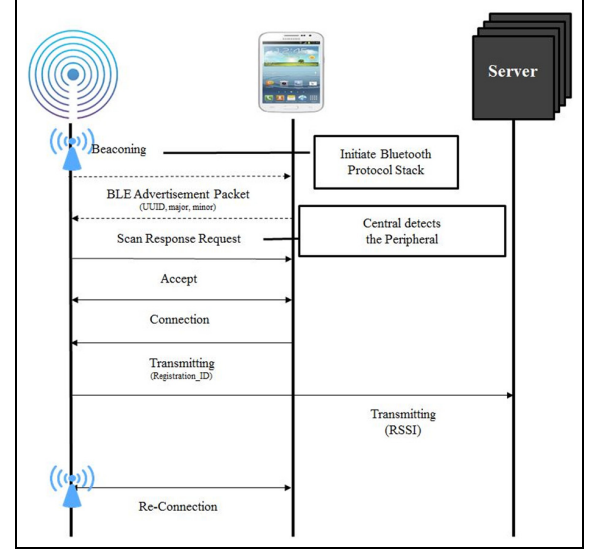 Server
Beaconing
Initiate Bluetooth
Protocol Stack
BLE Advertisement Packet
(UUID, major, minor)
Scan Response Request
Central detects
the Peripheral
Accept
Connection
Transmitting
(Registration_ID)
Transmitting
(RSSI)
Re-Connection